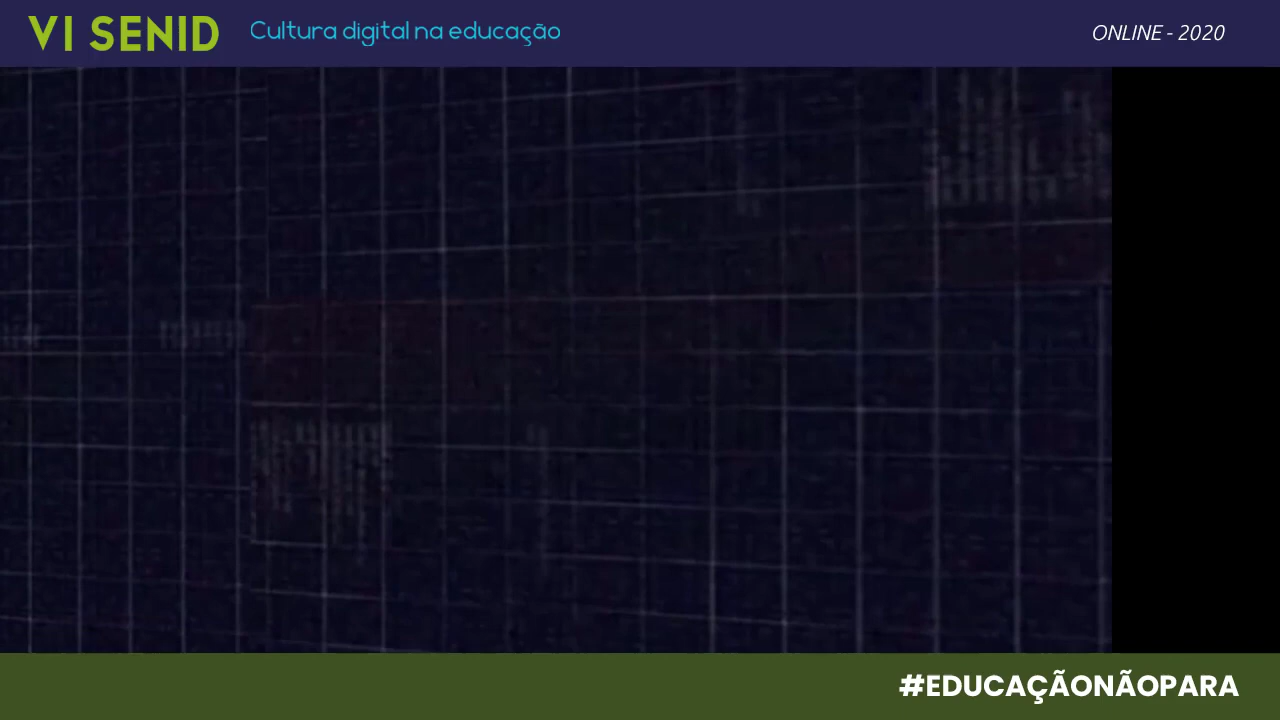 VI SENID
Cultura digital na educação
ONLINE - 2020
#EDUCAÇÃONÃOPARA